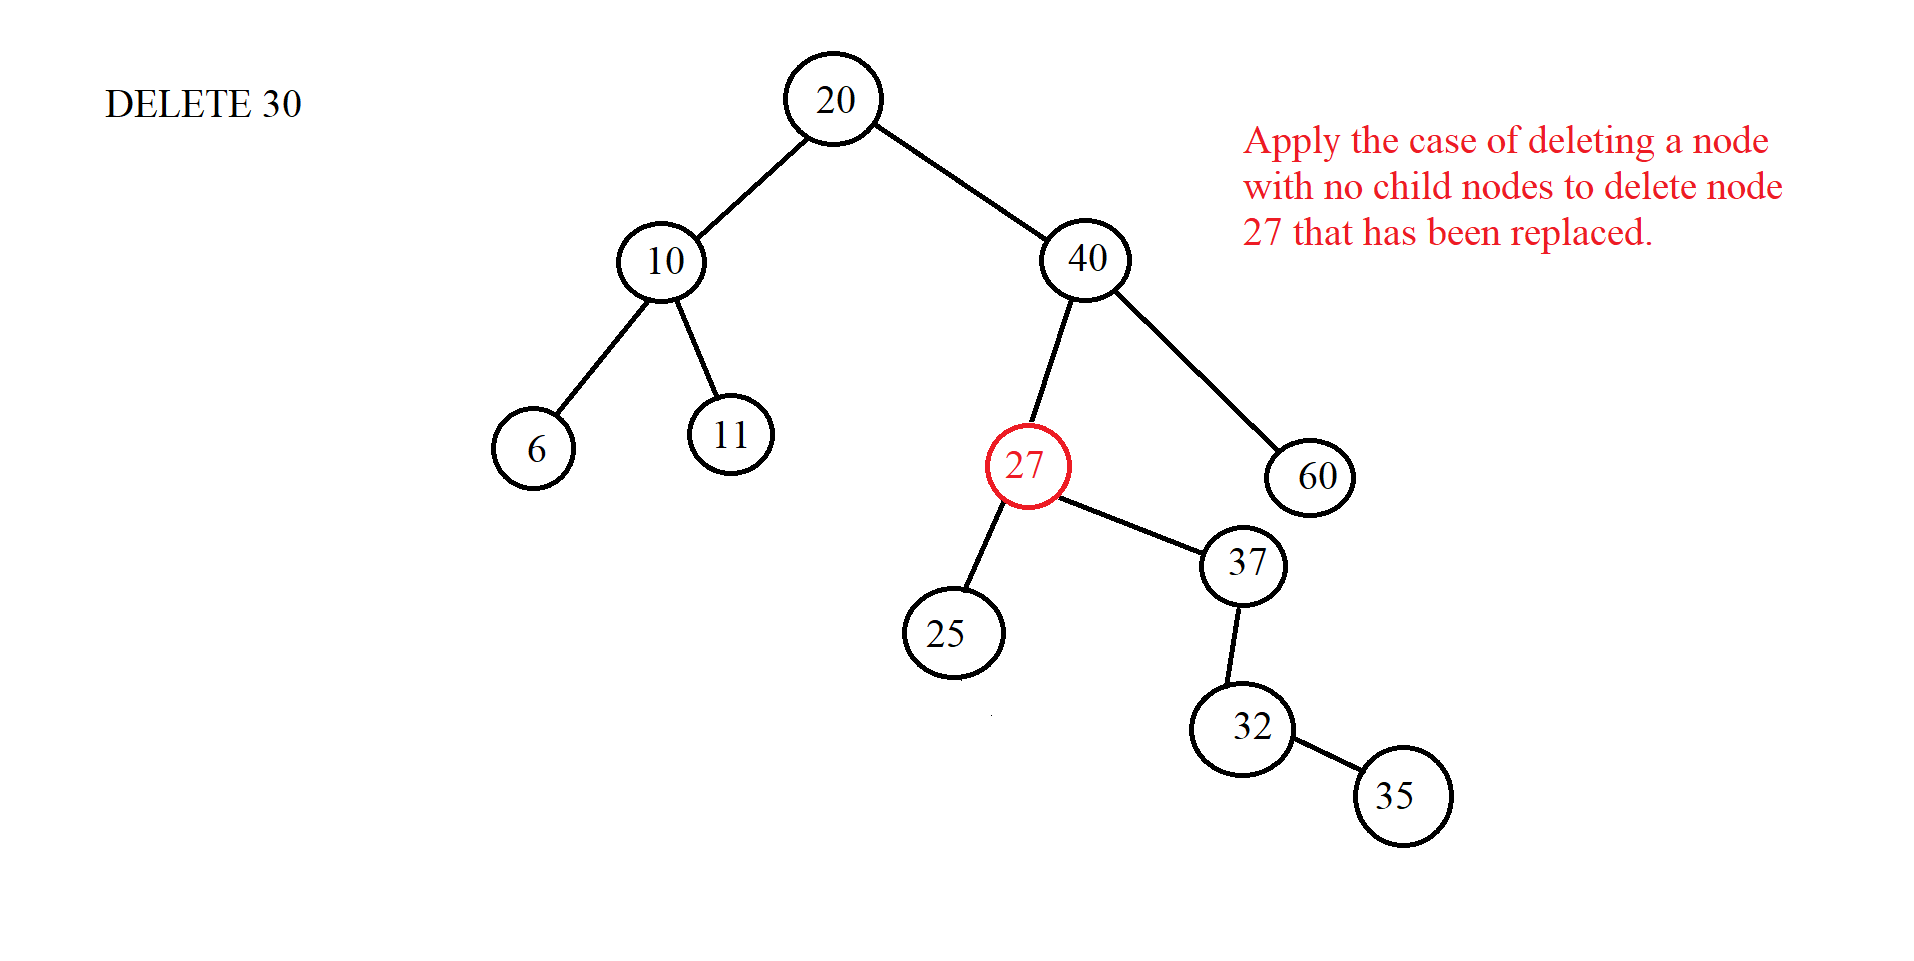 DELETE 30
20
Apply the case of deleting a node
with no child nodes to delete node
27 that has been replaced.
10
40
6
11
27
60
25
37
32
35